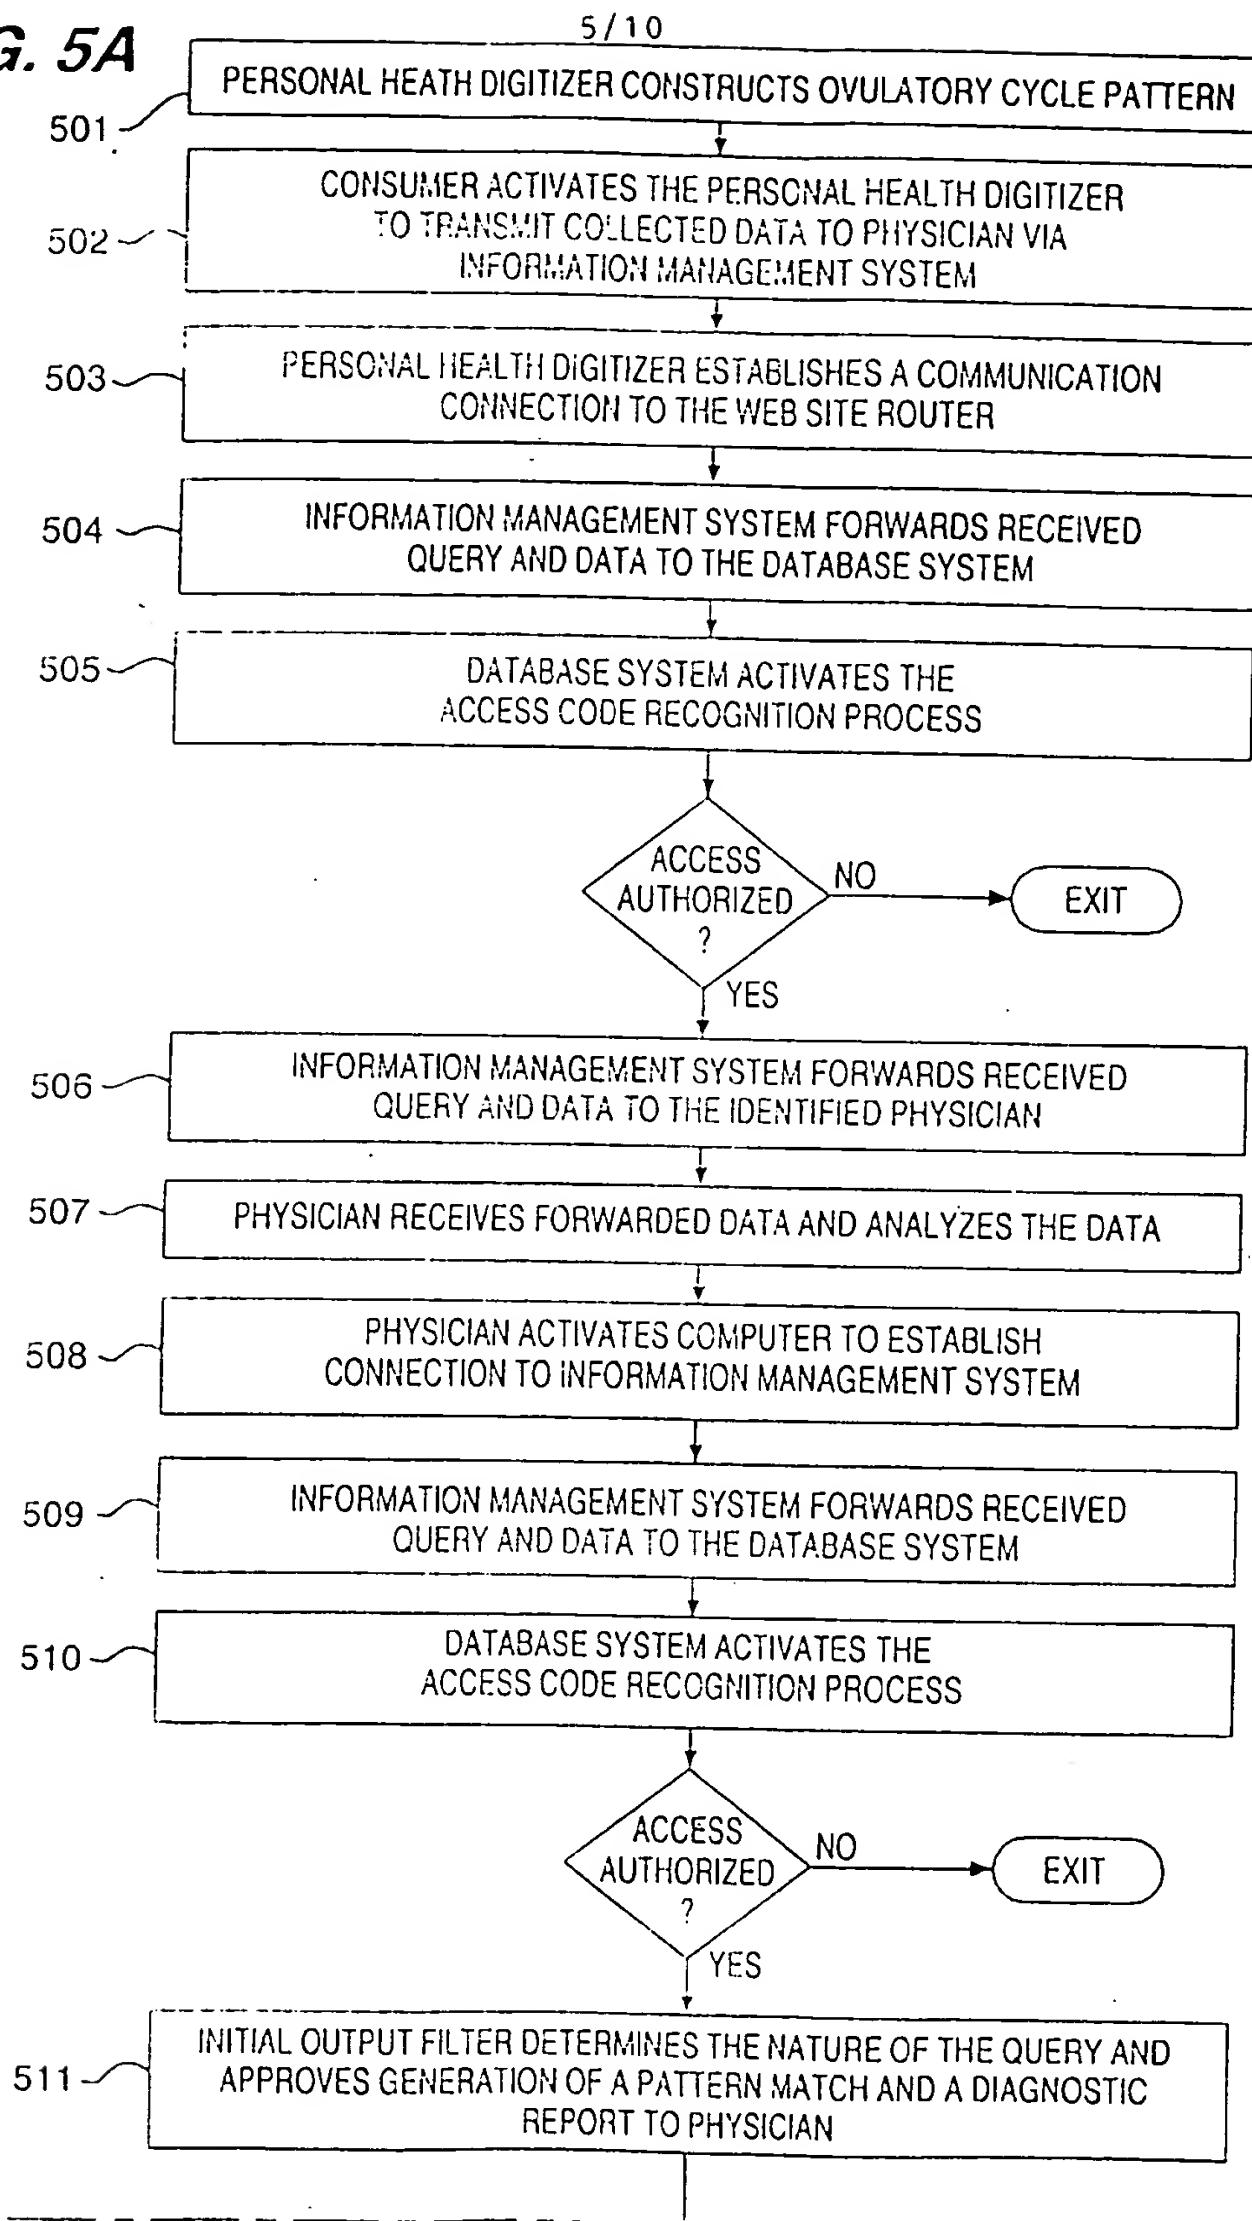 5/10
G. 5A
PERSONAL HEATH DIGITIZER CONSTRUCTS OVULATORY CYCLE PATTERN
501
CONSUMER ACTIVATES THE PERSONAL HEALTH DIGITIZER
TO TRANSMIT COLLECTED DATA TO PHYSICIAN VIA
INFORMATION MANAGEMENT SYSTEM
502
PERSONAL HEALTH DIGITIZER ESTABLISHES A COMMUNICATION
CONNECTION TO THE WEB SITE ROUTER
503
INFORMATION MANAGEMENT SYSTEM FORWARDS RECEIVED
QUERY AND DATA TO THE DATABASE SYSTEM
504
DATABASE SYSTEM ACTIVATES THE
ACCESS CODE RECOGNITION PROCESS
505
ACCESS
AUTHORIZED
?
NO
EXIT
YES
INFORMATION MANAGEMENT SYSTEM FORWARDS RECEIVED
QUERY AND DATA TO THE IDENTIFIED PHYSICIAN
506
PHYSICIAN RECEIVES FORWARDED DATA AND ANALYZES THE DATA
507
PHYSICIAN ACTIVATES COMPUTER TO ESTABLISH
CONNECTION TO INFORMATION MANAGEMENT SYSTEM
508
INFORMATION MANAGEMENT SYSTEM FORWARDS RECEIVED
QUERY AND DATA TO THE DATABASE SYSTEM
509
DATABASE SYSTEM ACTIVATES THE
ACCESS CODE RECOGNITION PROCESS
510
ACCESS
AUTHORIZED
?
NO
EXIT
YES
INITIAL OUTPUT FILTER DETERMINES THE NATURE OF THE QUERY AND
APPROVES GENERATION OF A PATTERN MATCH AND A DIAGNOSTIC
REPORT TO PHYSICIAN
511